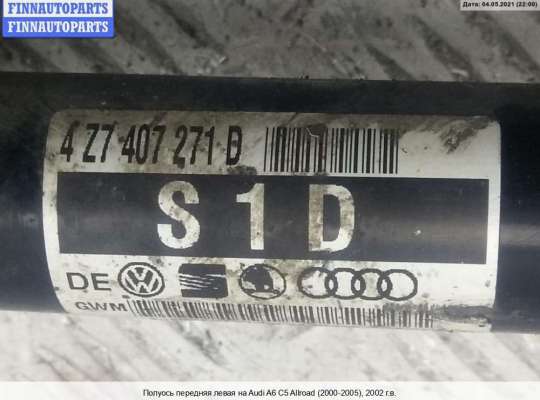 FINNAUTOPARTS
FINNAUTOPARTS
Дата: 04.05.2021 (22:00)
4 Z7 407 271 D
S 1 D
DE
GWM
Полуось передняя левая на Audi A6 C5 Allroad (2000-2005), 2002 г.в.